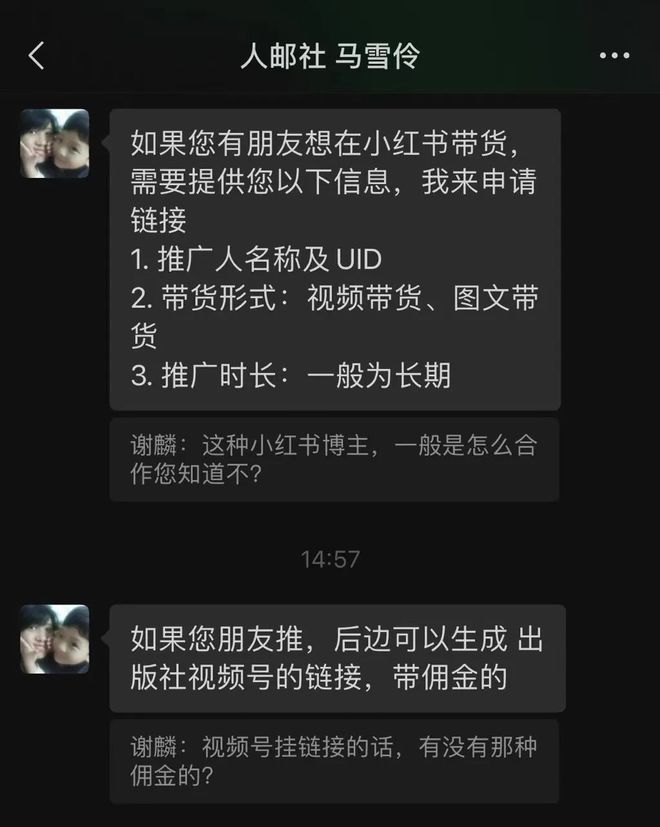 人邮社 马雪伶
如果您有朋友想在小红书带货，
需要提供您以下信息，我来申请
链接
1. 推广人名称及 UID
2. 带货形式：视频带货、图文带
货
3. 推广时长：一般为长期
谢麟：这种小红书博主，一般是怎么合
作您知道不？
14:57
如果您朋友推，后边可以生成 出
版社视频号的链接，带佣金的
谢麟：视频号挂链接的话，有没有那种
佣金的？